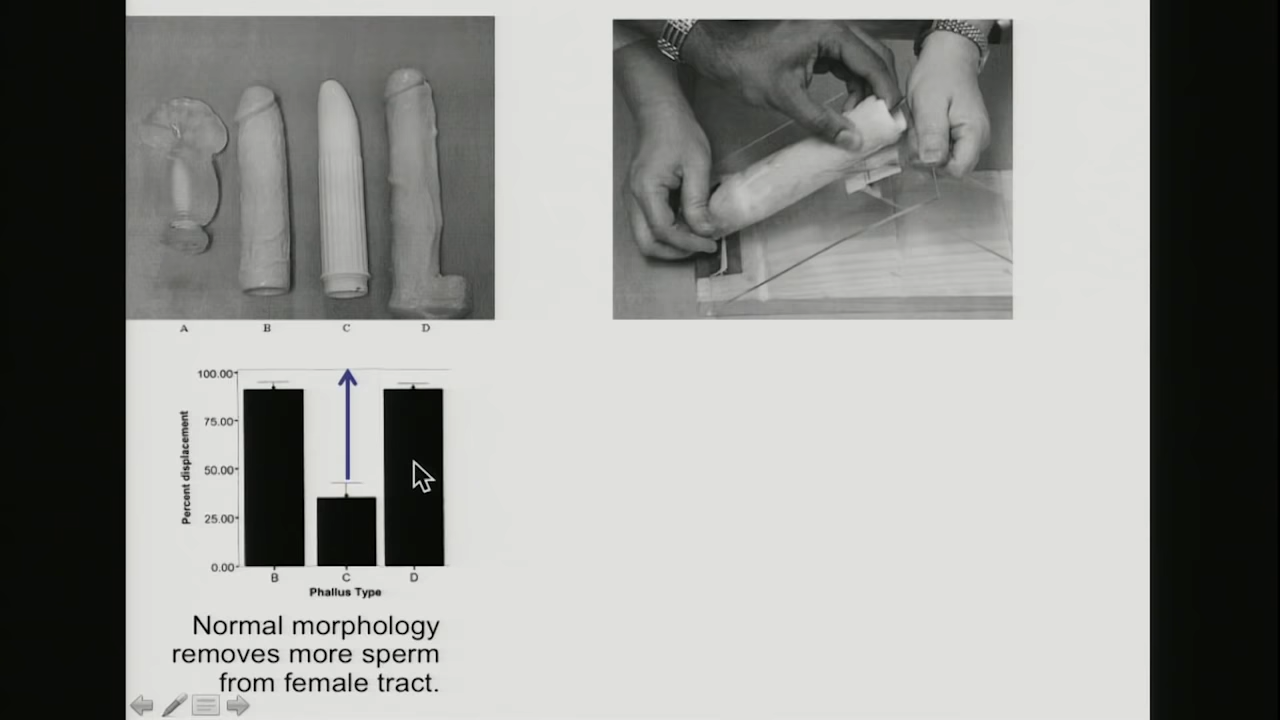 A B C D
100.00
75.00
50.00
25.00
0.00
Percent displacement
B C D
Phallus Type
Normal morphology
removes more sperm
from female tract.